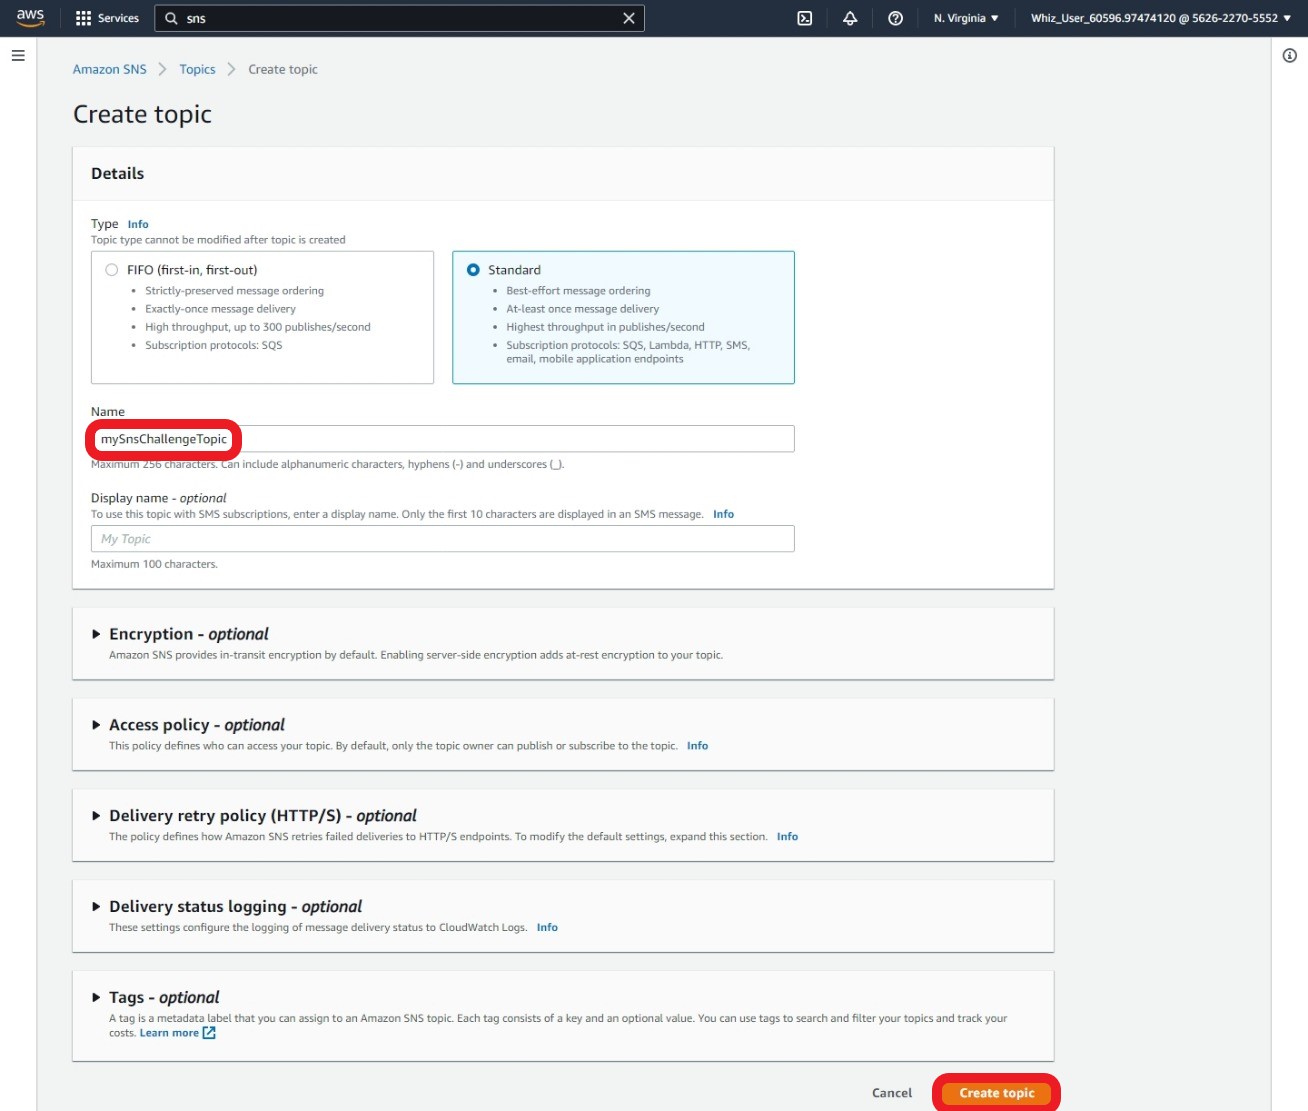 aws
Services
sns
N. Virginia
Whiz_User_60596.97474120 @ 5626-2270-5552
Amazon SNS
Topics
Create topic
Create topic
Details
Type Info
Topic type cannot be modified after topic is created
FIFO (first-in, first-out)
• Strictly-preserved message ordering
• Exactly-once message delivery
• High throughput, up to 300 publishes/second
• Subscription protocols: SQS
Standard
• Best-effort message ordering
• At-least once message delivery
• Highest throughput in publishes/second
• Subscription protocols: SQS, Lambda, HTTP, SMS,
email, mobile application endpoints
Name
mySnsChallengeTopic
Maximum 256 characters. Can include alphanumeric characters, hyphens (-) and underscores (_).
Display name - optional
To use this topic with SMS subscriptions, enter a display name. Only the first 10 characters are displayed in an SMS message. Info
My Topic
Maximum 100 characters.
Encryption - optional
Amazon SNS provides in-transit encryption by default. Enabling server-side encryption adds at-rest encryption to your topic.
Access policy - optional
This policy defines who can access your topic. By default, only the topic owner can publish or subscribe to the topic. Info
Delivery retry policy (HTTP/S) - optional
The policy defines how Amazon SNS retries failed deliveries to HTTP/S endpoints. To modify the default settings, expand this section. Info
Delivery status logging - optional
These settings configure the logging of message delivery status to CloudWatch Logs. Info
Tags - optional
A tag is a metadata label that you can assign to an Amazon SNS topic. Each tag consists of a key and an optional value. You can use tags to search and filter your topics and track your
costs. Learn more
Cancel
Create topic